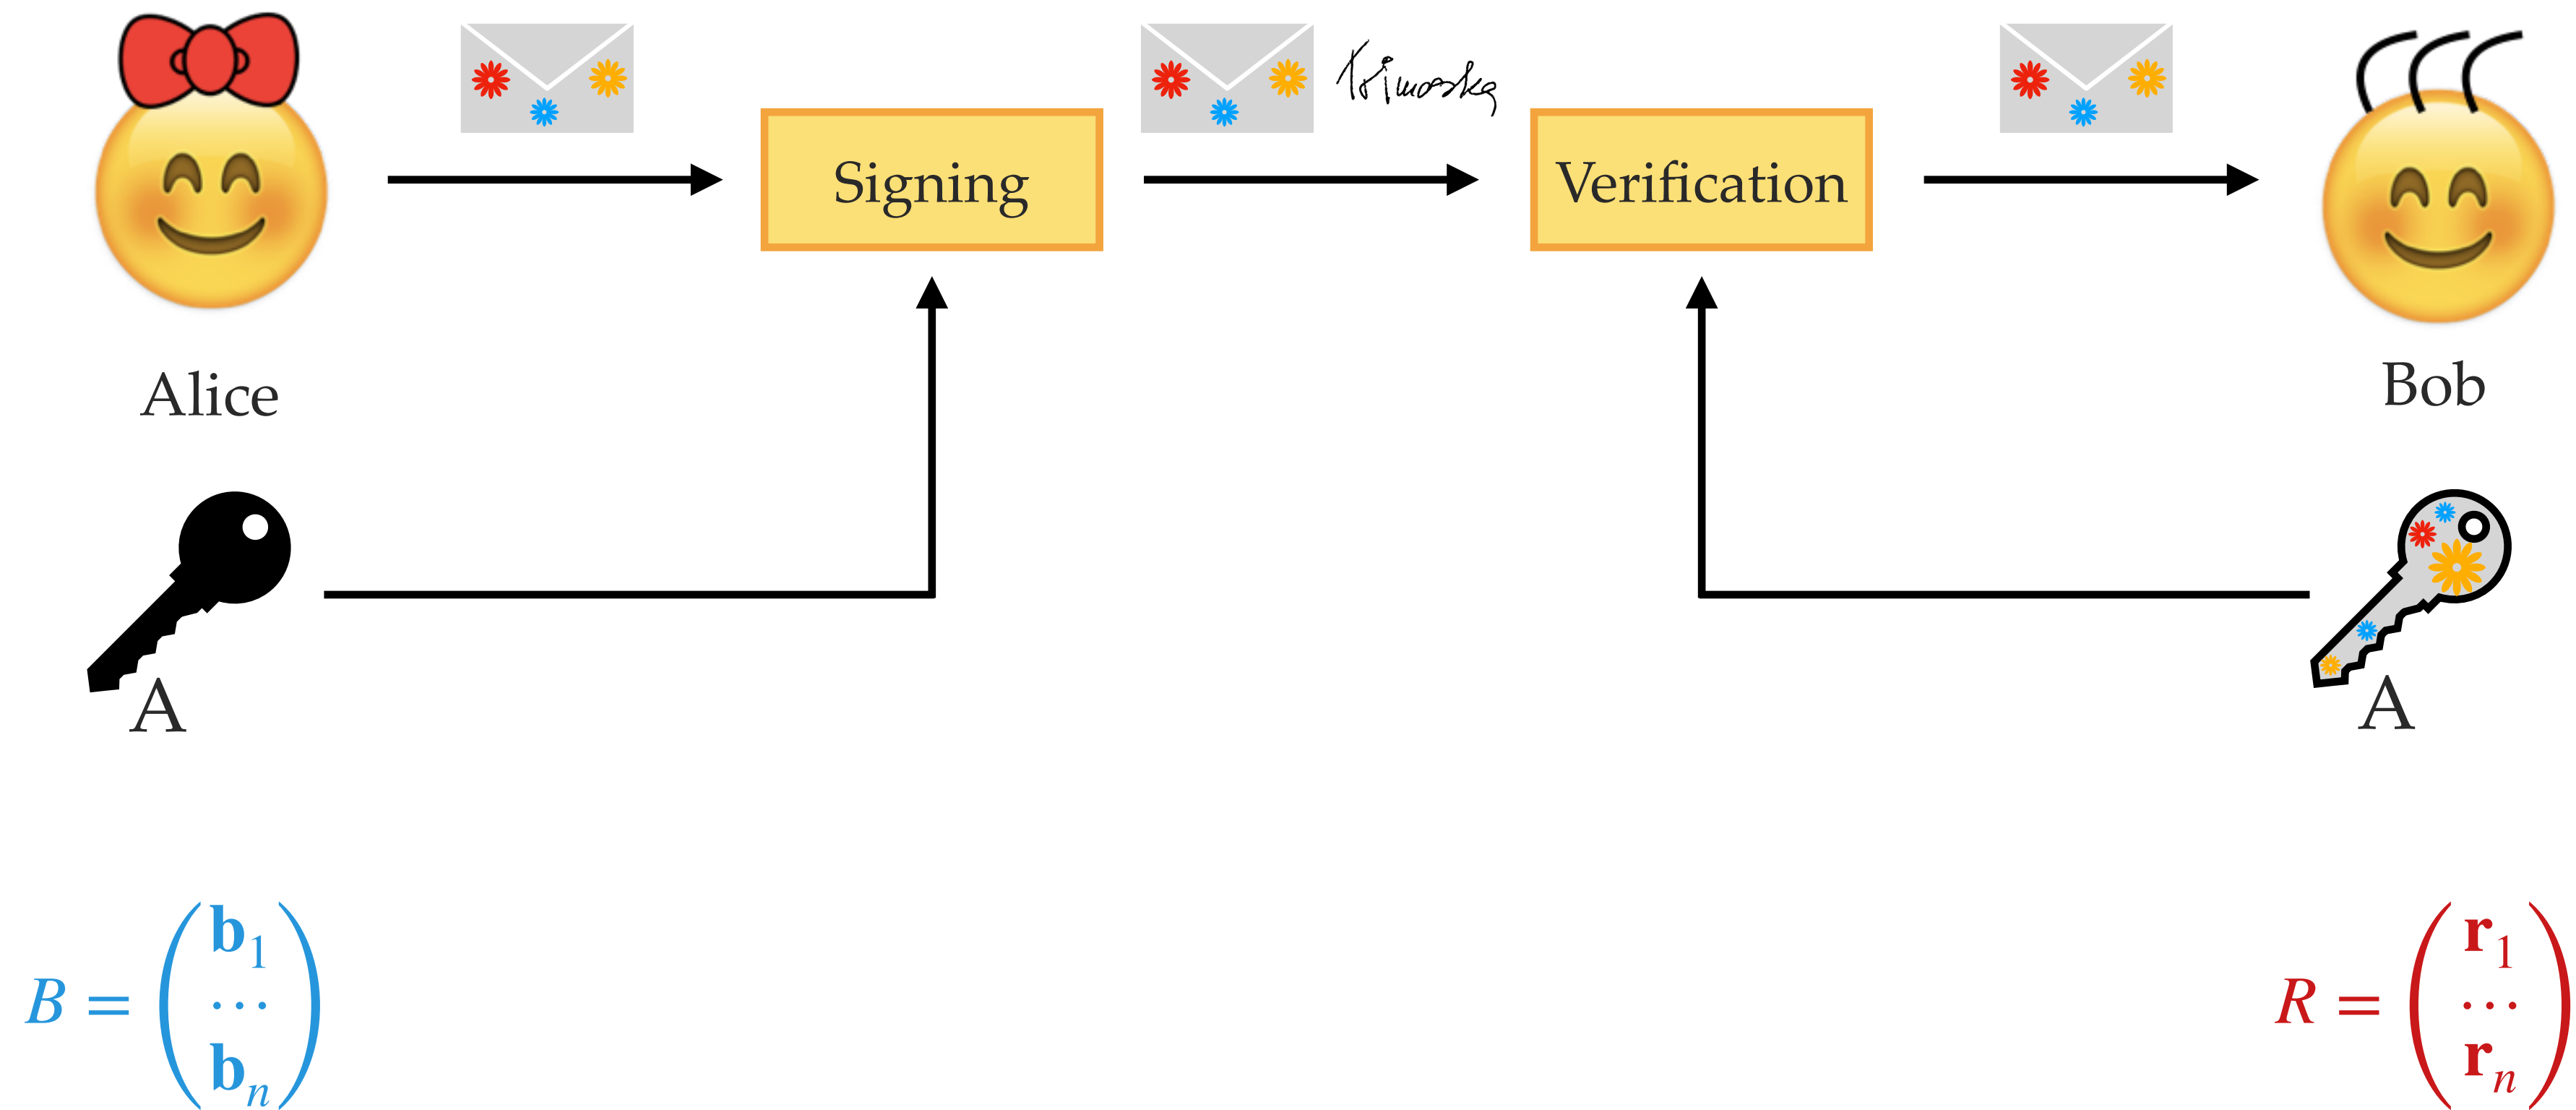 Signing
Verification
Alice
Bob
A
A
B = (b₁ ⋯ bₙ)
R = (r₁ ⋯ rₙ)